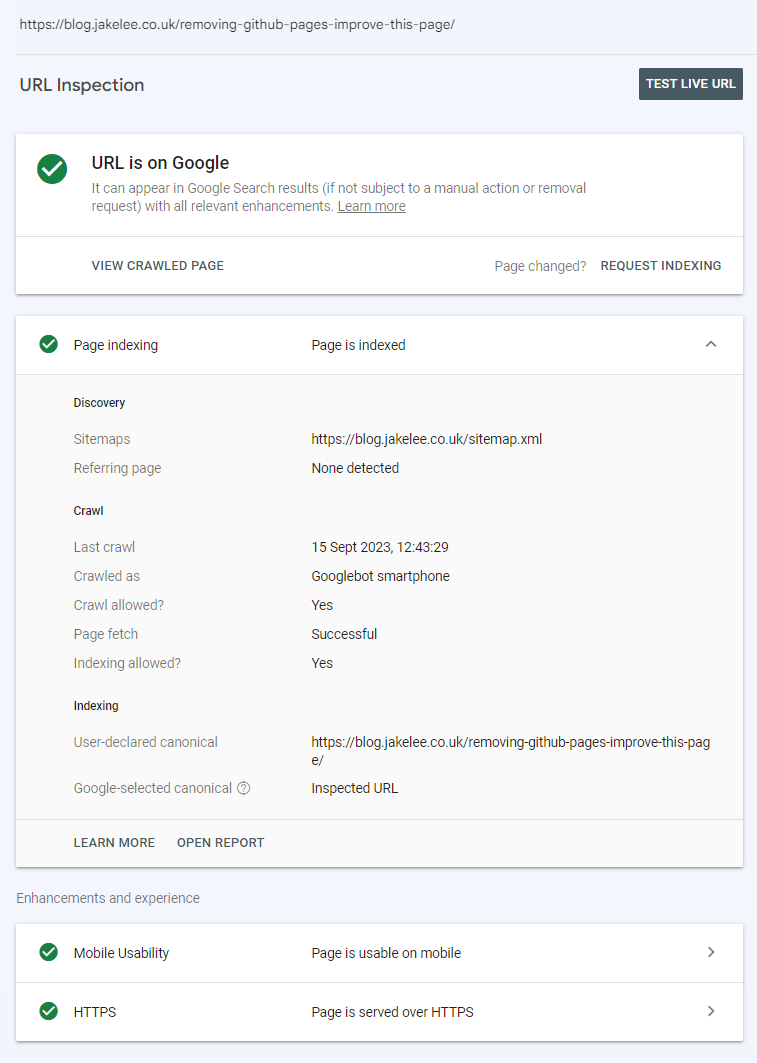 https://blog.jakelee.co.uk/removing-github-pages-improve-this-page/
URL Inspection
TEST LIVE URL
URL is on Google
It can appear in Google Search results (if not subject to a manual action or removal
request) with all relevant enhancements. Learn more
VIEW CRAWLED PAGE
Page changed? REQUEST INDEXING
Page indexing
Page is indexed
Discovery
Sitemaps
https://blog.jakelee.co.uk/sitemap.xml
Referring page
None detected
Crawl
Last crawl
15 Sept 2023, 12:43:29
Crawled as
Googlebot smartphone
Crawl allowed?
Yes
Page fetch
Successful
Indexing allowed?
Yes
Indexing
User-declared canonical
https://blog.jakelee.co.uk/removing-github-pages-improve-this-pag
e/
Google-selected canonical
Inspected URL
LEARN MORE
OPEN REPORT
Enhancements and experience
Mobile Usability
Page is usable on mobile
HTTPS
Page is served over HTTPS